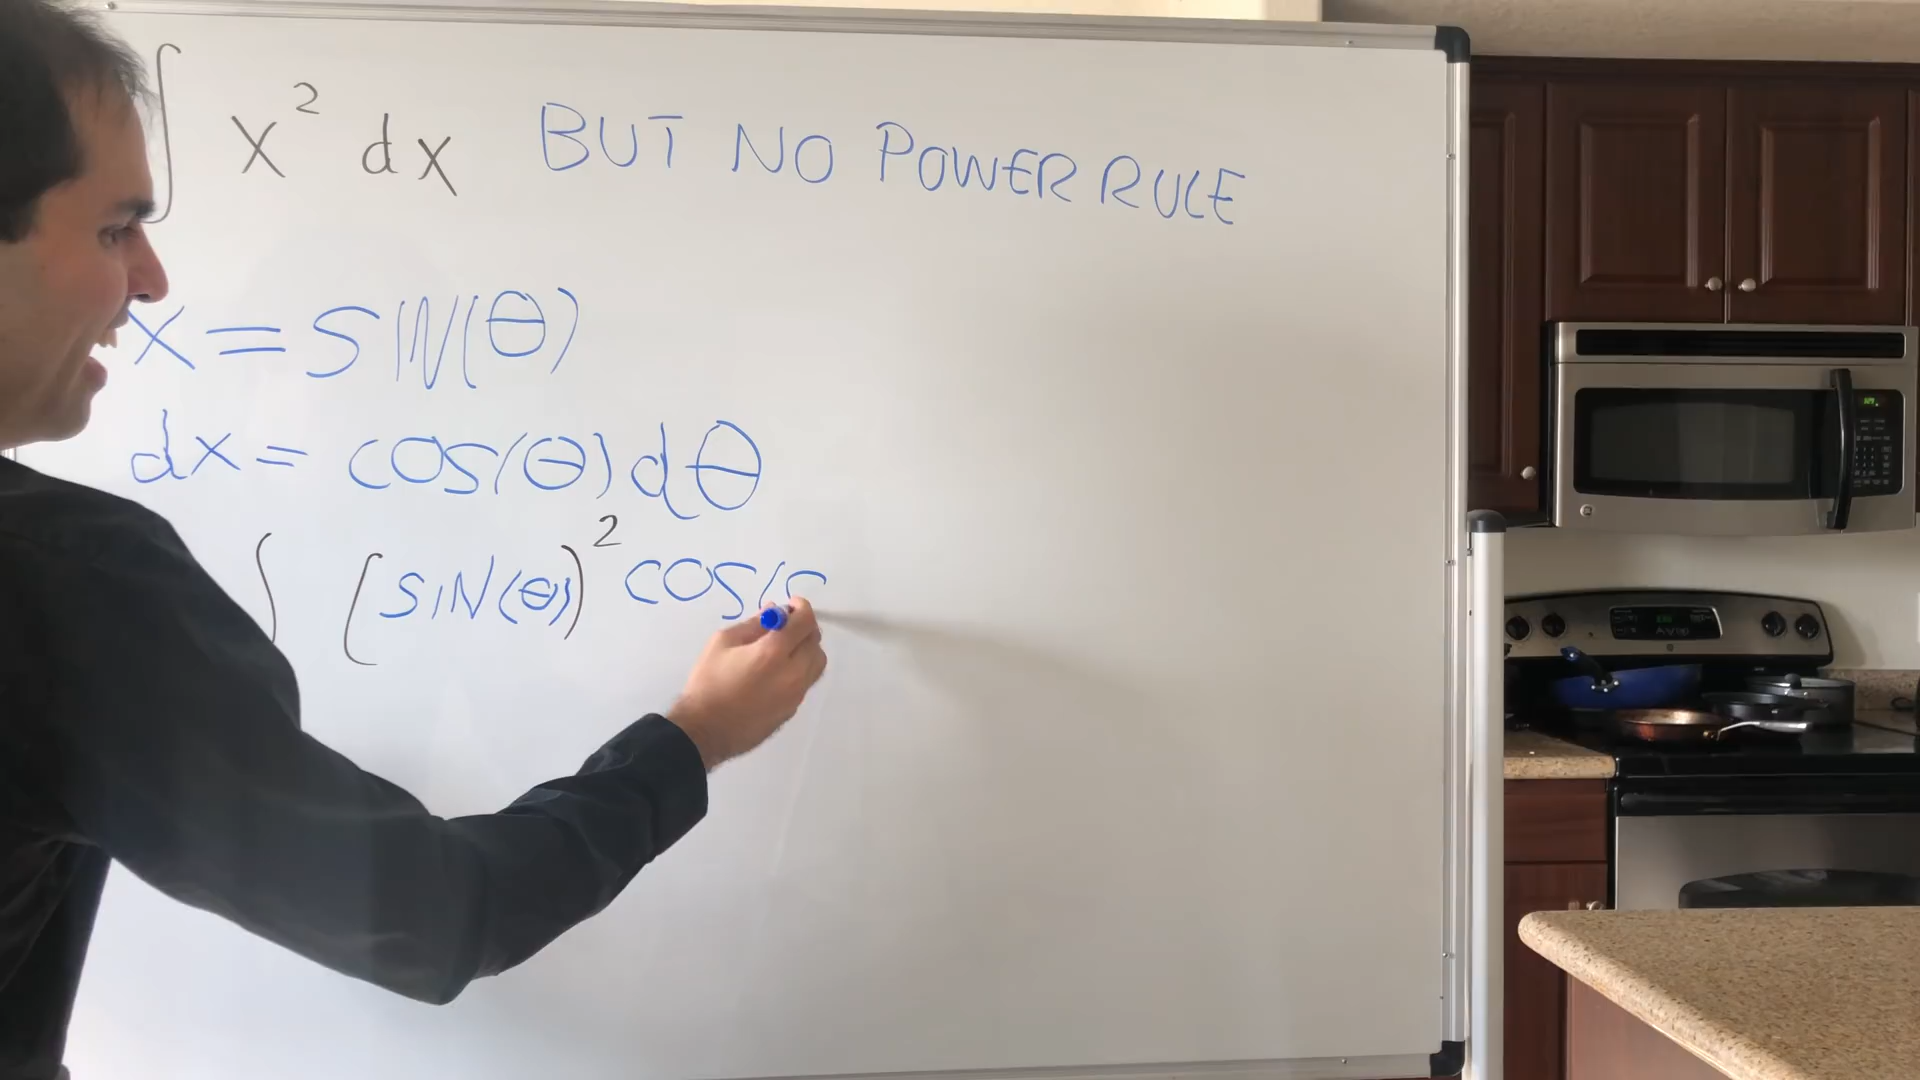 ∫ x² dx BUT NO POWER RULE
x = SIN(θ)
dx = COS(θ) dθ
∫ (SIN(θ))² COS(